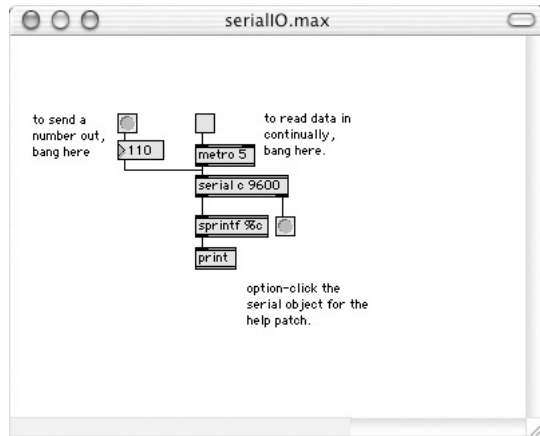 serialIO.max
to send a
number out,
bang here
110
to read data in
continually,
bang here.
metro 5
serial c 9600
sprintf %c
print
option-click the
serial object for the
help patch.